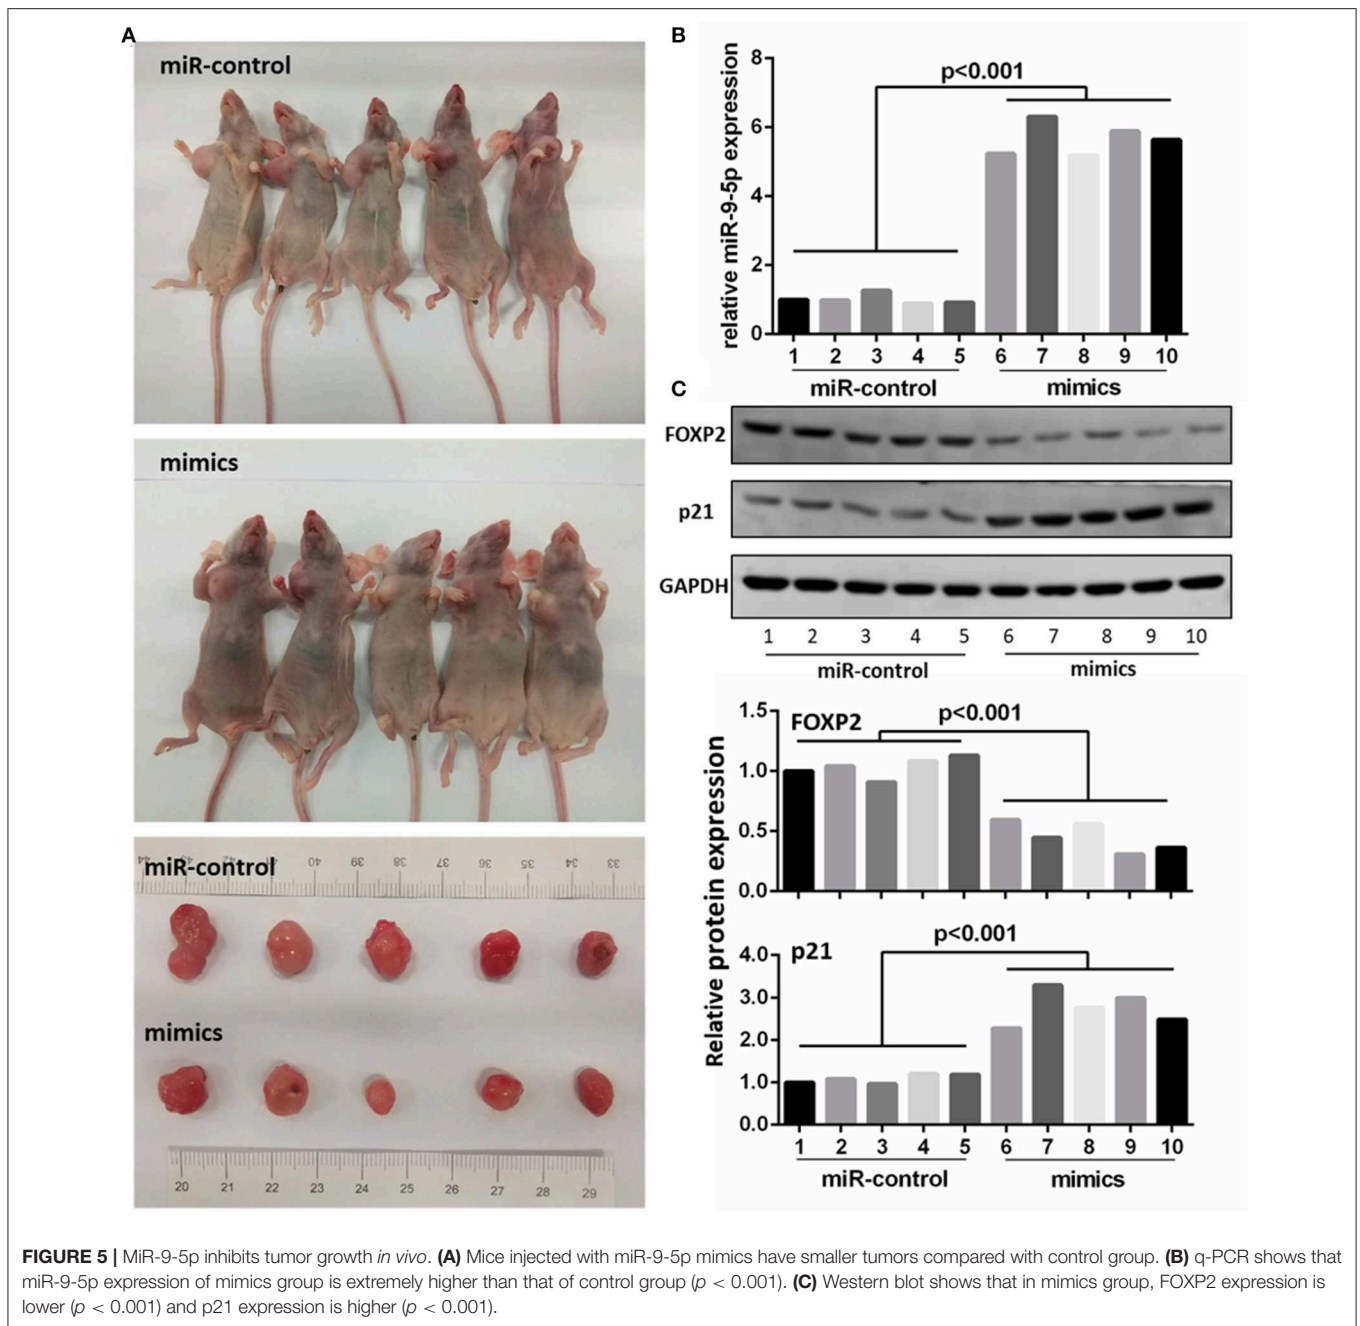 A
miR-control
mimics
44 43 42 41 40 39 38 37 36 35 34 33
miR-control
mimics
20 21 22 23 24 25 26 27 28 29
B
relative miR-9-5p expression
8
6
4
2
0
p<0.001
1 2 3 4 5 6 7 8 9 10
miR-control mimics
C
FOXP2
p21
GAPDH
1 2 3 4 5 6 7 8 9 10
miR-control mimics
Relative protein expression
FOXP2
p<0.001
1.5
1.0
0.5
0.0
p21
p<0.001
4.0
3.0
2.0
1.0
0.0
1 2 3 4 5 6 7 8 9 10
miR-control mimics
FIGURE 5 | MiR-9-5p inhibits tumor growth in vivo. (A) Mice injected with miR-9-5p mimics have smaller tumors compared with control group. (B) q-PCR shows that
miR-9-5p expression of mimics group is extremely higher than that of control group (p < 0.001). (C) Western blot shows that in mimics group, FOXP2 expression is
lower (p < 0.001) and p21 expression is higher (p < 0.001).